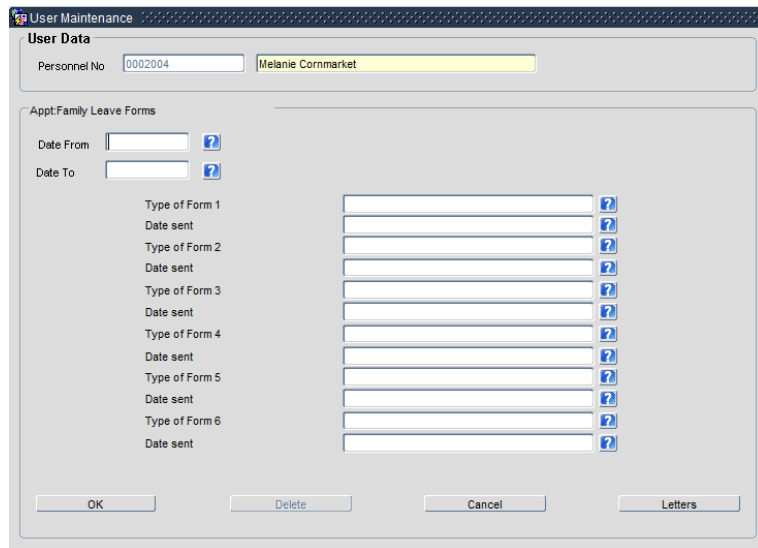 User Maintenance
User Data
Personnel No 0002004 Melanie Cornmarket
Appt:Family Leave Forms
Date From ?
Date To ?
Type of Form 1 ?
Date sent ?
Type of Form 2 ?
Date sent ?
Type of Form 3 ?
Date sent ?
Type of Form 4 ?
Date sent ?
Type of Form 5 ?
Date sent ?
Type of Form 6 ?
Date sent ?
OK Delete Cancel Letters